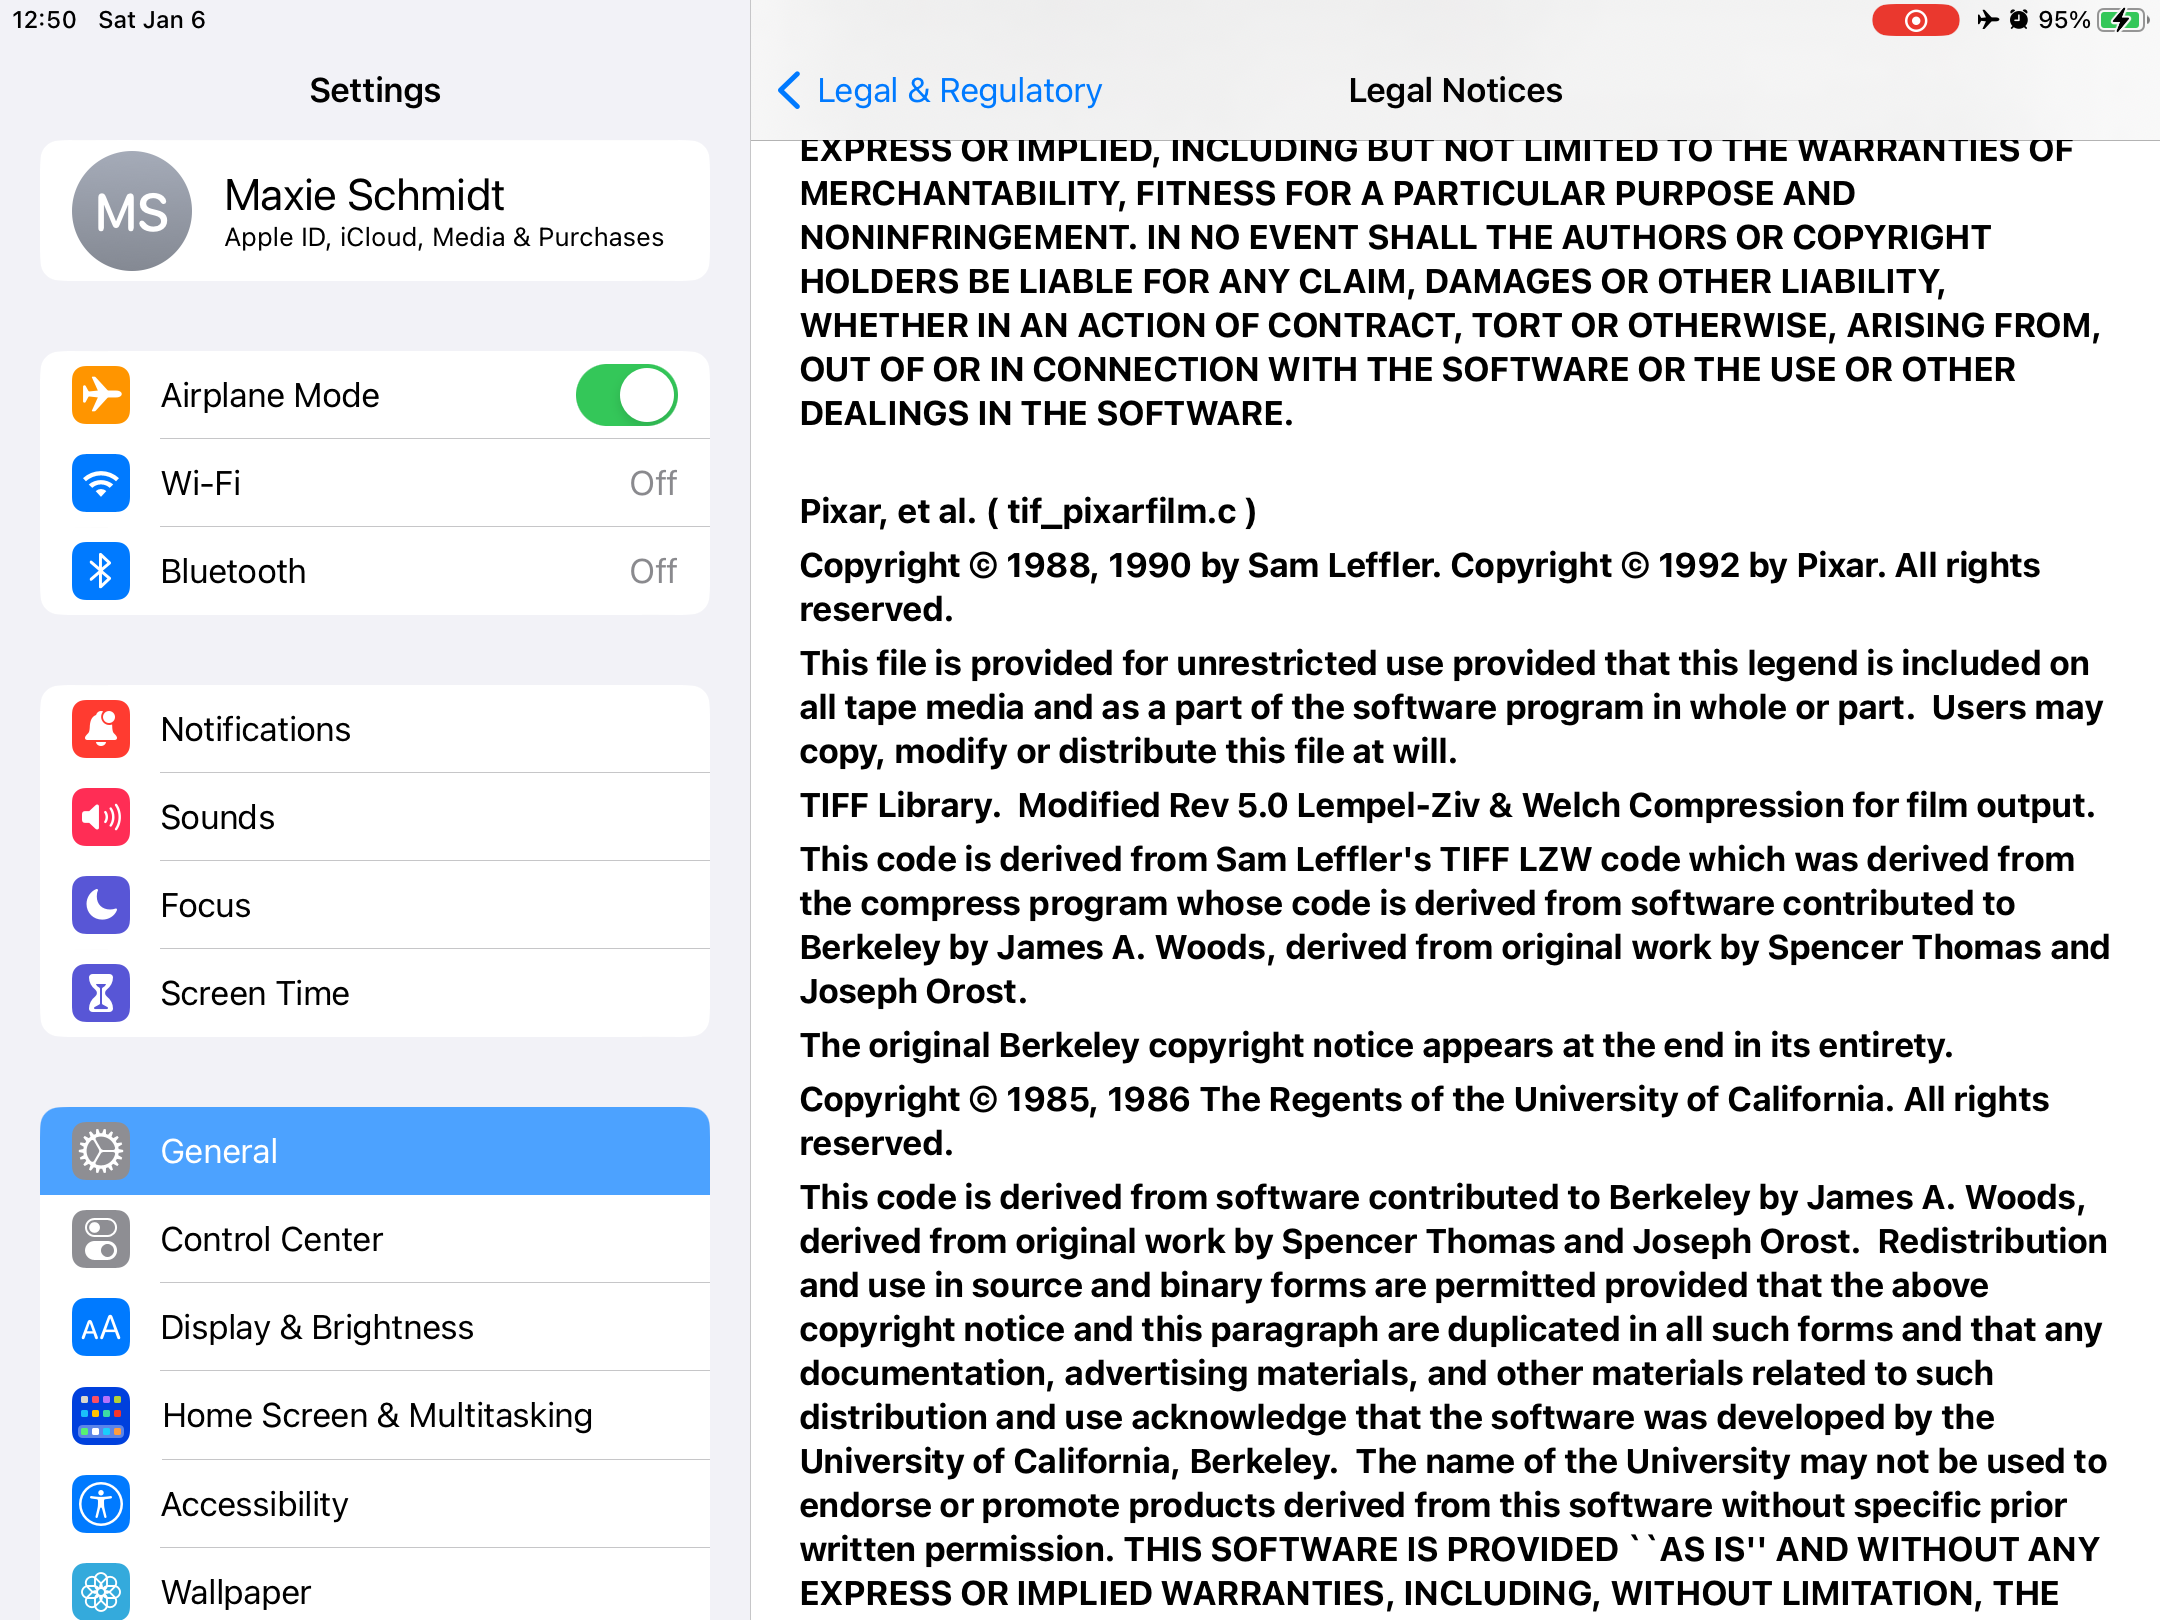 12:50 Sat Jan 6
95%
Settings
MS
Maxie Schmidt
Apple ID, iCloud, Media & Purchases
Airplane Mode
Wi-Fi Off
Bluetooth Off
Notifications
Sounds
Focus
Screen Time
General
Control Center
AA Display & Brightness
Home Screen & Multitasking
Accessibility
Wallpaper
Legal & Regulatory
Legal Notices
EXPRESS OR IMPLIED, INCLUDING BUT NOT LIMITED TO THE WARRANTIES OF
MERCHANTABILITY, FITNESS FOR A PARTICULAR PURPOSE AND
NONINFRINGEMENT. IN NO EVENT SHALL THE AUTHORS OR COPYRIGHT
HOLDERS BE LIABLE FOR ANY CLAIM, DAMAGES OR OTHER LIABILITY,
WHETHER IN AN ACTION OF CONTRACT, TORT OR OTHERWISE, ARISING FROM,
OUT OF OR IN CONNECTION WITH THE SOFTWARE OR THE USE OR OTHER
DEALINGS IN THE SOFTWARE.
Pixar, et al. ( tif_pixarfilm.c )
Copyright © 1988, 1990 by Sam Leffler. Copyright © 1992 by Pixar. All rights
reserved.
This file is provided for unrestricted use provided that this legend is included on
all tape media and as a part of the software program in whole or part.  Users may
copy, modify or distribute this file at will.
TIFF Library.  Modified Rev 5.0 Lempel-Ziv & Welch Compression for film output.
This code is derived from Sam Leffler's TIFF LZW code which was derived from
the compress program whose code is derived from software contributed to
Berkeley by James A. Woods, derived from original work by Spencer Thomas and
Joseph Orost.
The original Berkeley copyright notice appears at the end in its entirety.
Copyright © 1985, 1986 The Regents of the University of California. All rights
reserved.
This code is derived from software contributed to Berkeley by James A. Woods,
derived from original work by Spencer Thomas and Joseph Orost.  Redistribution
and use in source and binary forms are permitted provided that the above
copyright notice and this paragraph are duplicated in all such forms and that any
documentation, advertising materials, and other materials related to such
distribution and use acknowledge that the software was developed by the
University of California, Berkeley.  The name of the University may not be used to
endorse or promote products derived from this software without specific prior
written permission. THIS SOFTWARE IS PROVIDED ``AS IS'' AND WITHOUT ANY
EXPRESS OR IMPLIED WARRANTIES, INCLUDING, WITHOUT LIMITATION, THE